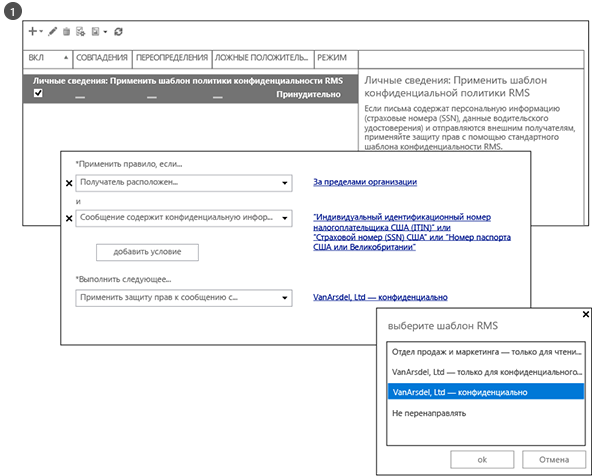 1
ВКЛ СОВПАДЕНИЯ ПЕРЕОПРЕДЕЛЕНИЯ ЛОЖНЫЕ ПОЛОЖИТЕЛЬ... РЕЖИМ
Личные сведения: Применить шаблон политики конфиденциальности RMS
Принудительно
Личные сведения: Применить шаблон
конфиденциальной политики RMS
Если письма содержат персональную информацию
(страховые номера (SSN), данные водительского
удостоверения) и отправляются внешним получателям,
применяйте защиту прав с помощью стандартного
шаблона конфиденциальности RMS.
*Применить правило, если...
Получатель расположен... За пределами организации
и
Сообщение содержит конфиденциальную инфор... "Индивидуальный идентификационный номер
налогоплательщика США (ITIN)" или
"Страховой номер (SSN) США" или "Номер паспорта
США или Великобритании"
добавить условие
*Выполнить следующее...
Применить защиту прав к сообщению с... VanArsdel, Ltd — конфиденциально
выберите шаблон RMS
Отдел продаж и маркетинга — только для чтени...
VanArsdel, Ltd — только для конфиденциального...
VanArsdel, Ltd — конфиденциально
Не перенаправлять
ok Отмена